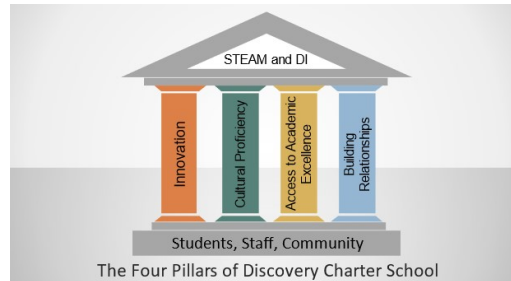 STEAM and DI
Innovation
Cultural Proficiency
Access to Academic
Excellence
Building
Relationships
Students, Staff, Community
The Four Pillars of Discovery Charter School